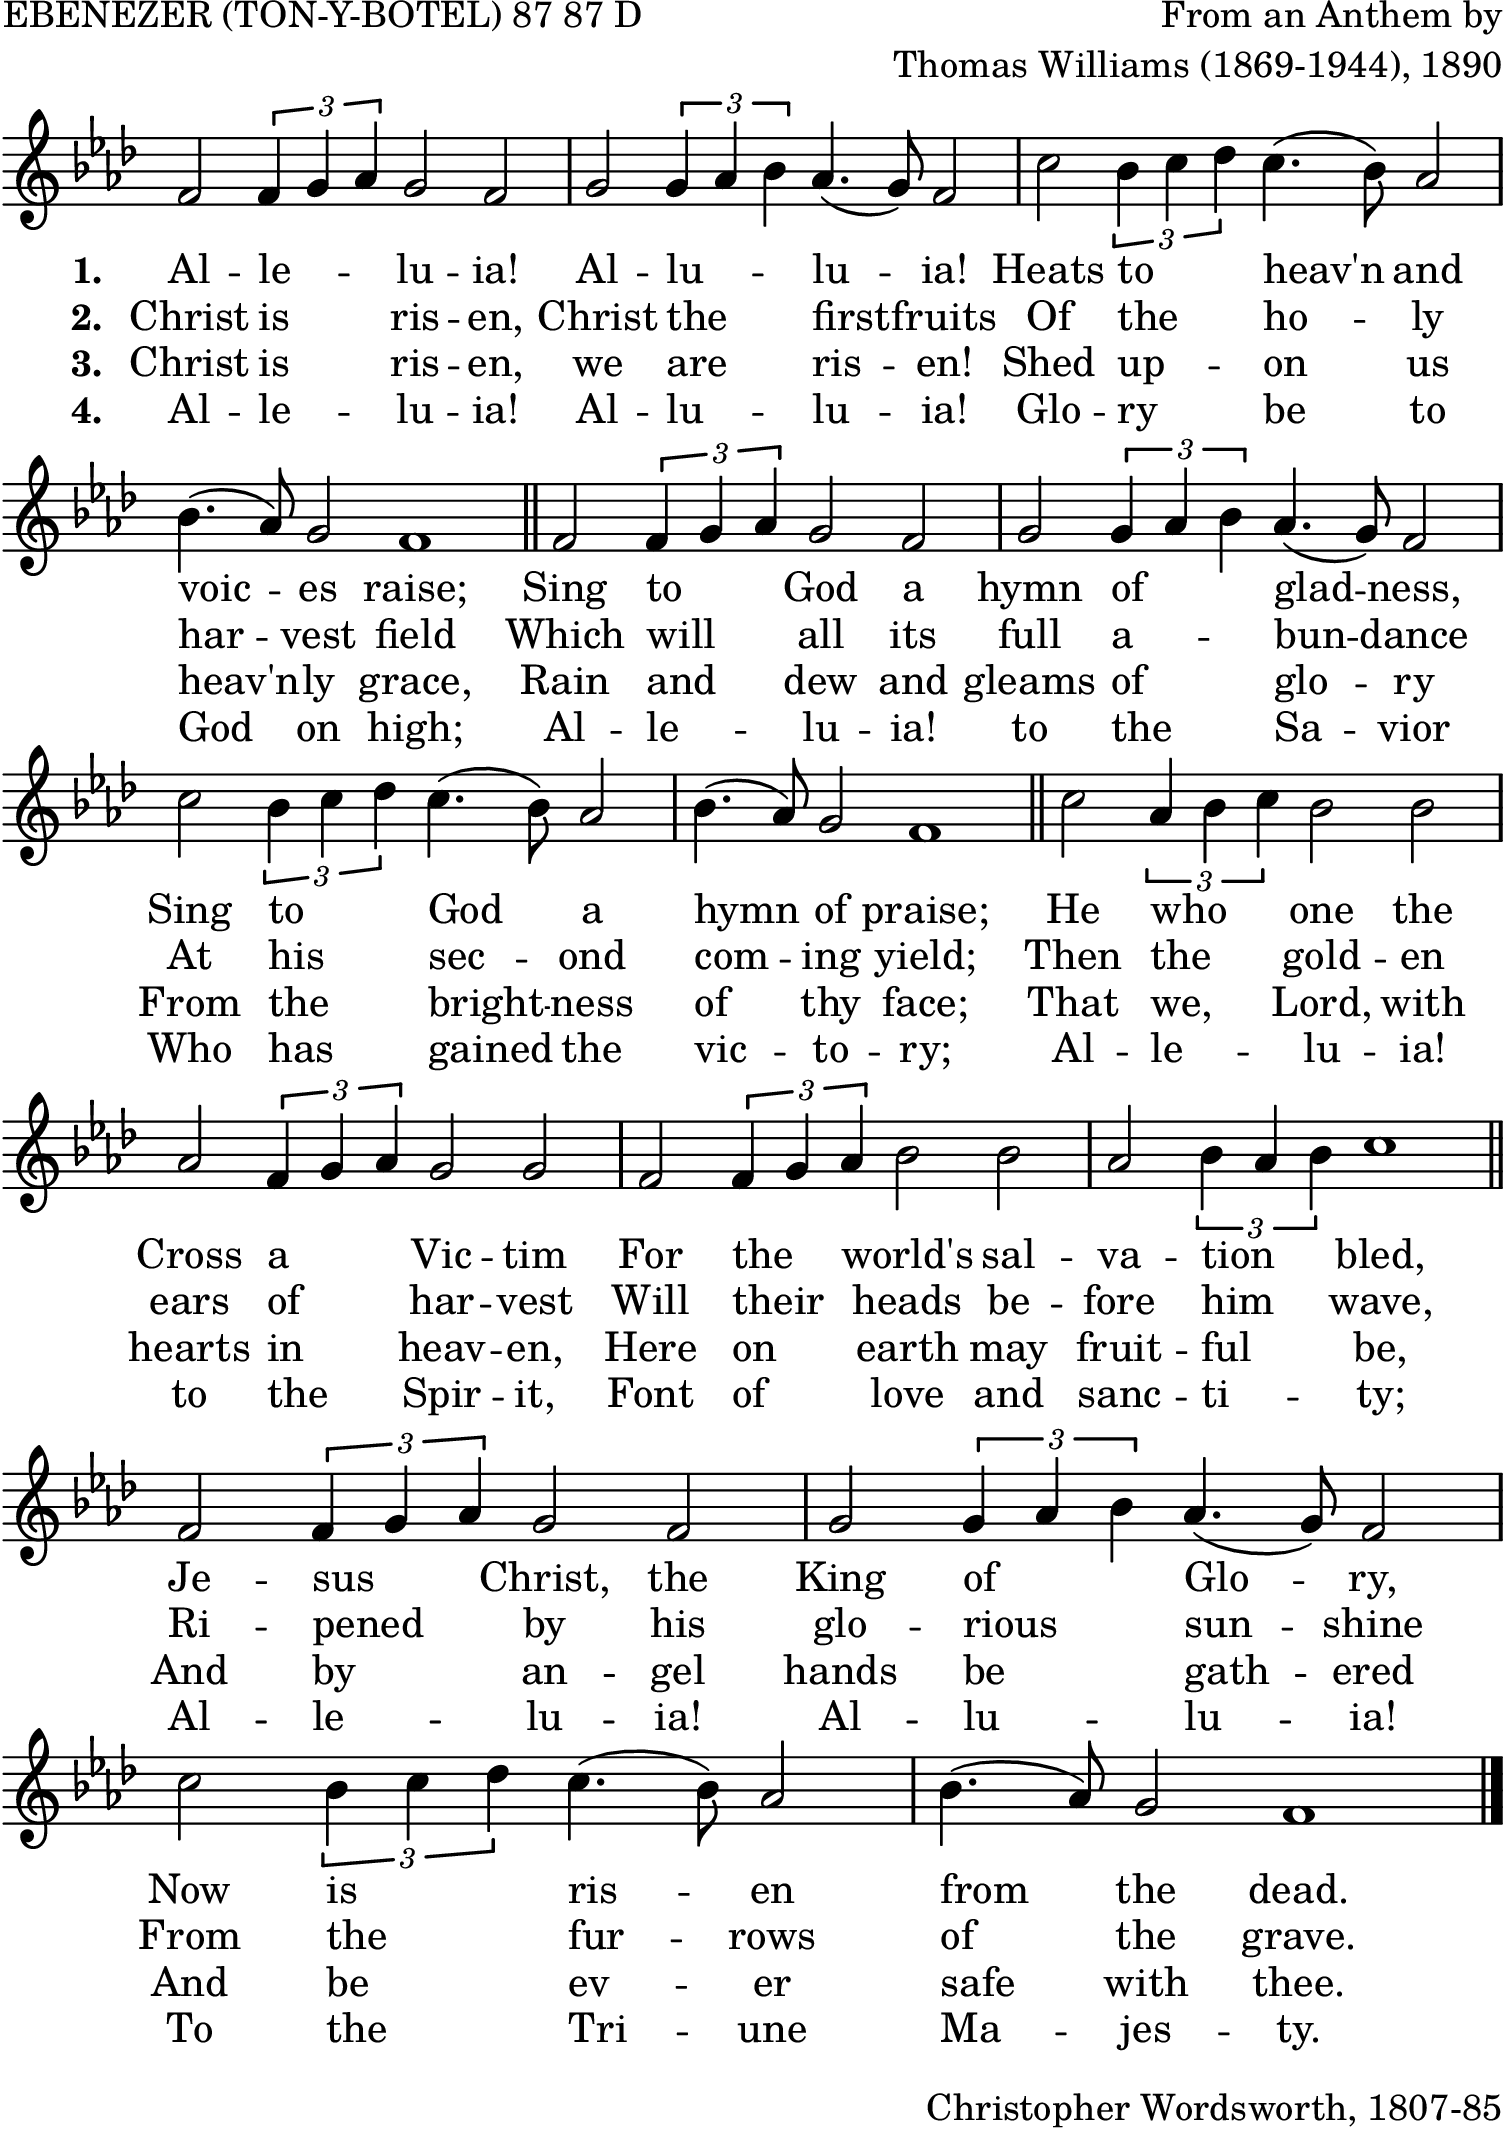 EBENEZER (TON-Y-BOTEL) 87 87 D
From an Anthem by
Thomas Williams (1869-1944), 1890
3 3 3
1. Al - le - lu - ia! Al - lu - lu - ia! Heats to heav'n and
2. Christ is ris - en, Christ the firstfruits Of the ho - ly
3. Christ is ris - en, we are ris - en! Shed up - on us
4. Al - le - lu - ia! Al - lu - lu - ia! Glo - ry be to
3 3
voic - es raise; Sing to God a hymn of glad - ness,
har - vest field Which will all its full a - bun - dance
heav'nly grace, Rain and dew and gleams of glo - ry
God on high; Al - le - lu - ia! to the Sa - vior
3 3
Sing to God a hymn of praise; He who one the
At his sec - ond com - ing yield; Then the gold - en
From the bright - ness of thy face; That we, Lord, with
Who has gained the vic - to - ry; Al - le - lu - ia!
3 3 3
Cross a Vic - tim For the world's sal - va - tion bled,
ears of har - vest Will their heads be - fore him wave,
hearts in heav - en, Here on earth may fruit - ful be,
to the Spir - it, Font of love and sanc - ti - ty;
3 3
Je - sus Christ, the King of Glo - ry,
Ri - pened by his glo - rious sun - shine
And by an - gel hands be gath - ered
Al - le - lu - ia! Al - lu - lu - ia!
3
Now is ris - en from the dead.
From the fur - rows of the grave.
And be ev - er safe with thee.
To the Tri - une Ma - jes - ty.
Christopher Wordsworth, 1807-85